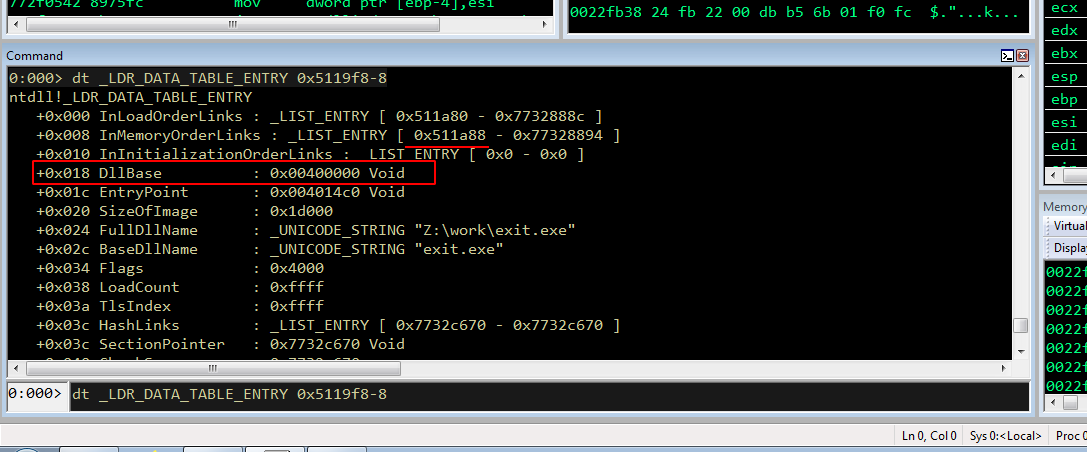 772f0542 8975fc mov dword ptr [ebp-4],esi
0022fb38 24 fb 22 00 db b5 6b 01 f0 fc $."...k...
ecx
edx
ebx
esp
ebp
esi
edi
Command
0:000> dt _LDR_DATA_TABLE_ENTRY 0x5119f8-8
ntdll!_LDR_DATA_TABLE_ENTRY
+0x000 InLoadOrderLinks : _LIST_ENTRY [ 0x511a80 - 0x7732888c ]
+0x008 InMemoryOrderLinks : _LIST_ENTRY [ 0x511a88 - 0x77328894 ]
+0x010 InInitializationOrderLinks : _LIST_ENTRY [ 0x0 - 0x0 ]
+0x018 DllBase : 0x00400000 Void
+0x01c EntryPoint : 0x004014c0 Void
+0x020 SizeOfImage : 0x1d000
+0x024 FullDllName : _UNICODE_STRING "Z:\work\exit.exe"
+0x02c BaseDllName : _UNICODE_STRING "exit.exe"
+0x034 Flags : 0x4000
+0x038 LoadCount : 0xffff
+0x03a TlsIndex : 0xffff
+0x03c HashLinks : _LIST_ENTRY [ 0x7732c670 - 0x7732c670 ]
+0x03c SectionPointer : 0x7732c670 Void
0:000> dt _LDR_DATA_TABLE_ENTRY 0x5119f8-8
Memory
Virtual
Display
0022f
0022f
0022f
0022f
0022f
0022f
0022f
Ln 0, Col 0 Sys 0:<Local> Proc 0